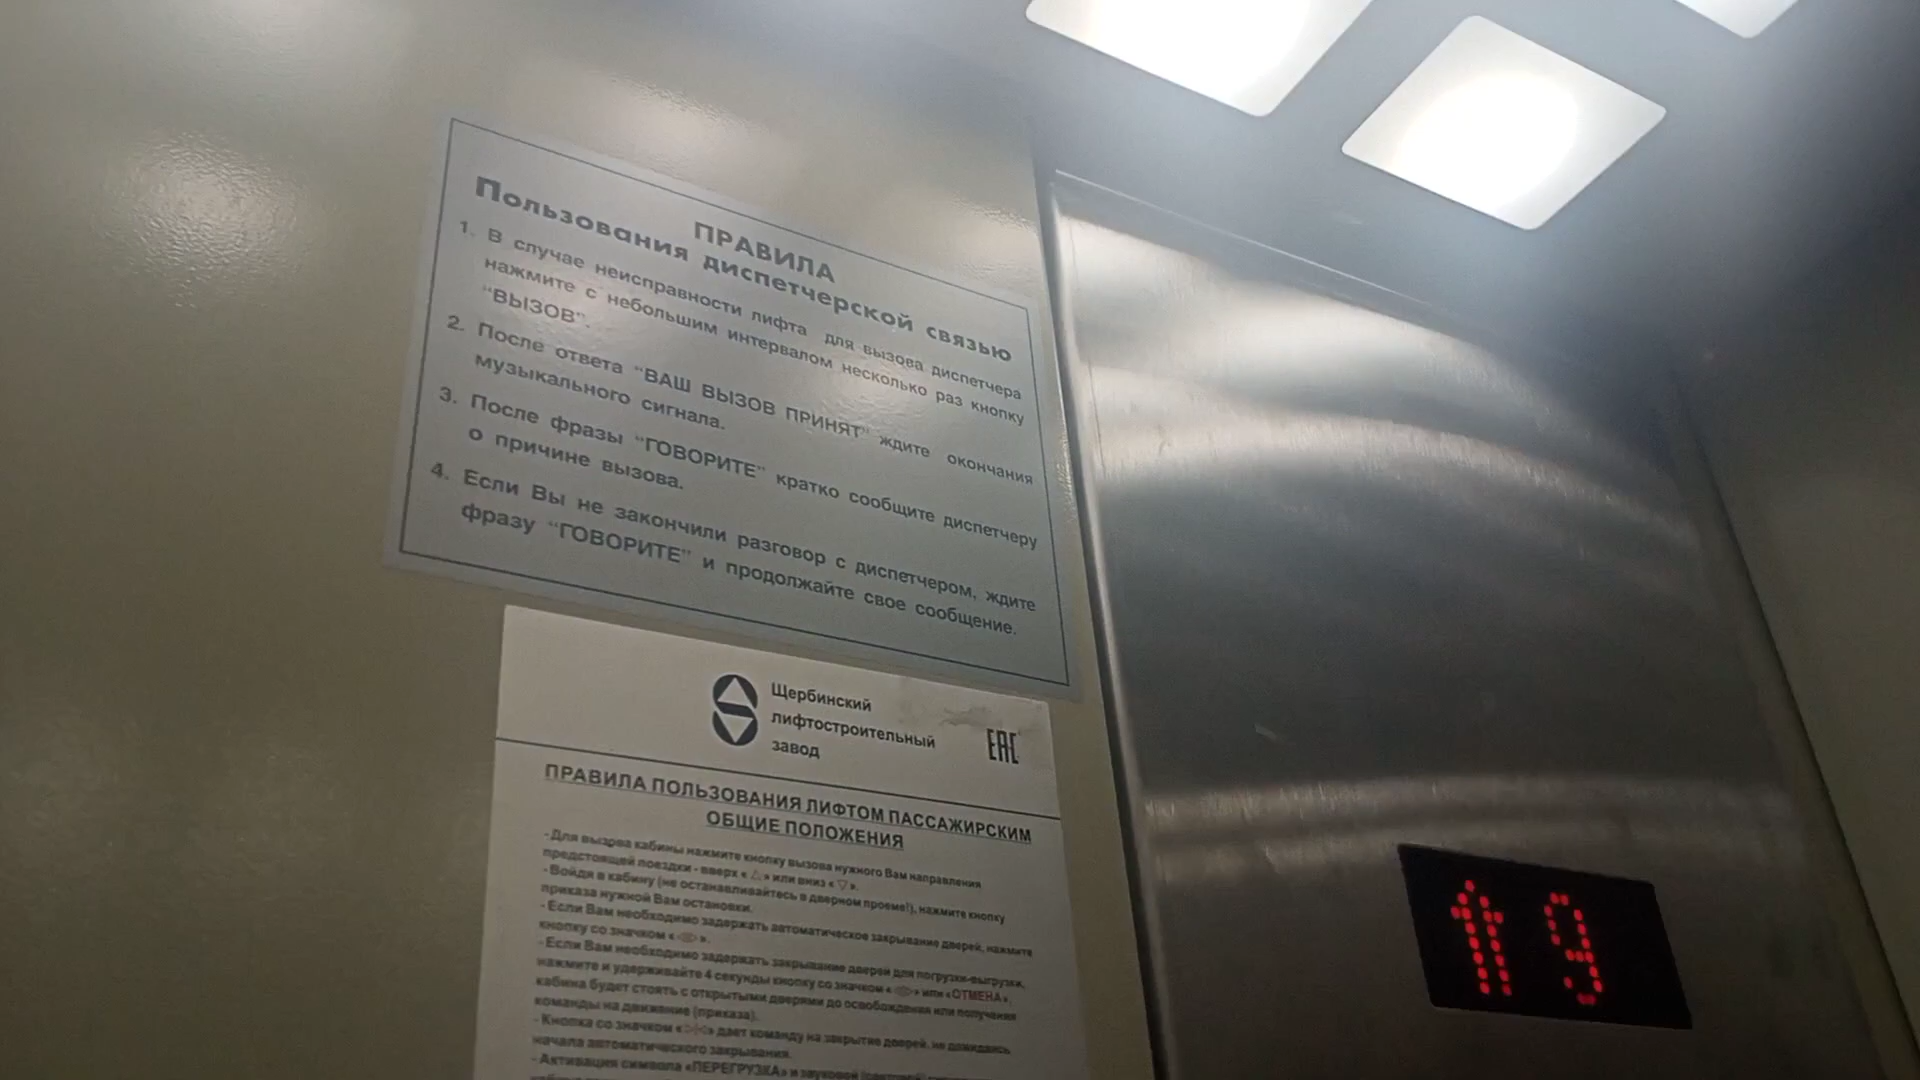 ПРАВИЛА
Пользования диспетчерской связью
1. В случае неисправности лифта для вызова диспетчера
нажмите с небольшим интервалом несколько раз кнопку
“ВЫЗОВ”.
2. После ответа “ВАШ ВЫЗОВ ПРИНЯТ” ждите окончания
музыкального сигнала.
3. После фразы “ГОВОРИТЕ” кратко сообщите диспетчеру
о причине вызова.
4. Если Вы не закончили разговор с диспетчером, ждите
фразу “ГОВОРИТЕ” и продолжайте свое сообщение.
Щербинский
лифтостроительный
завод
EAC
ПРАВИЛА ПОЛЬЗОВАНИЯ ЛИФТОМ ПАССАЖИРСКИМ
ОБЩИЕ ПОЛОЖЕНИЯ
- Для вызова кабины нажмите кнопку вызова нужного Вам направления
предстоящей поездки - вверх « △» или вниз « ▽».
- Войдя в кабину (не останавливайтесь в дверном проеме!), нажмите кнопку
приказа нужной Вам остановки.
- Если Вам необходимо задержать автоматическое закрывание дверей, нажмите
кнопку со значком « ».
- Если Вам необходимо задержать закрывание дверей для погрузки-выгрузки,
нажмите и удерживайте 4 секунды кнопку со значком « » или «ОТМЕНА»,
кабина будет стоять с открытыми дверями до освобождения или получения
команды на движение (приказа).
- Кнопка со значком « » дает команду на закрытие дверей, не дожидаясь
начала автоматического закрывания.
- Активация символа «ПЕРЕГРУЗКА» и звуковой
9